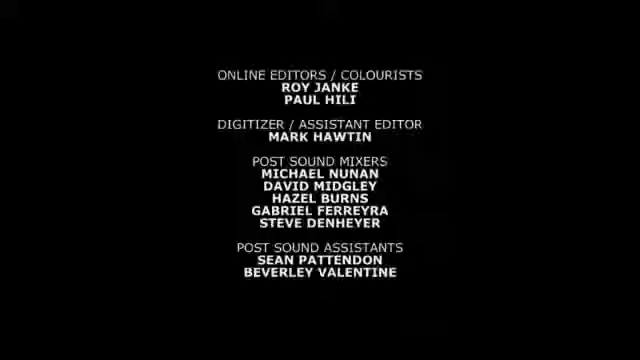 ONLINE EDITORS / COLOURISTS
ROY JANKE
PAUL HILI
DIGITIZER / ASSISTANT EDITOR
MARK HAWTIN
POST SOUND MIXERS
MICHAEL NUNAN
DAVID MIDGLEY
HAZEL BURNS
GABRIEL FERREYRA
STEVE DENHEYER
POST SOUND ASSISTANTS
SEAN PATTENDON
BEVERLEY VALENTINE